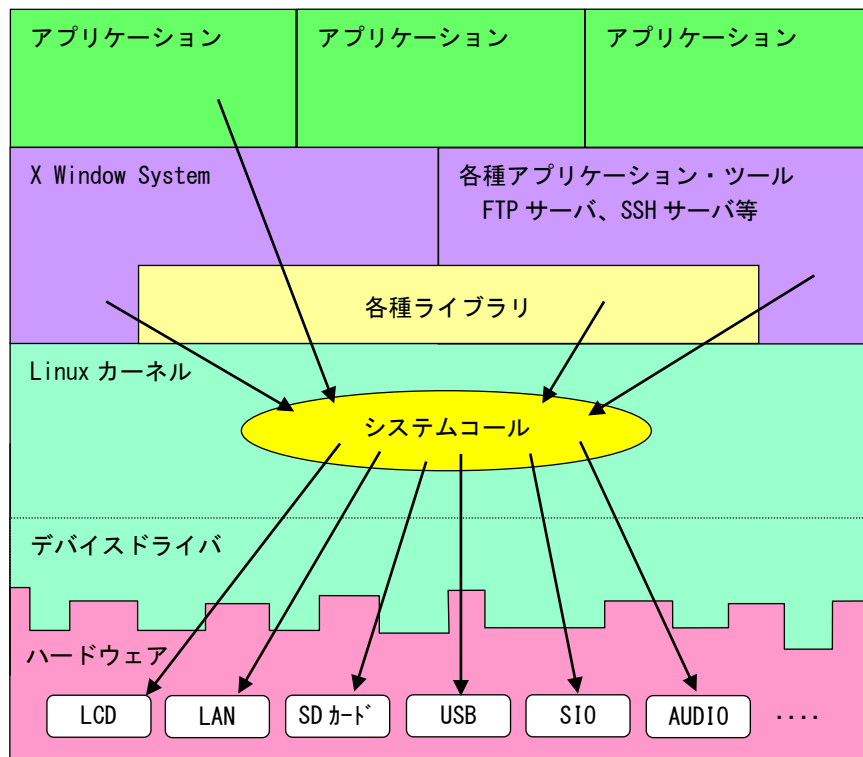 アプリケーション
アプリケーション
アプリケーション
X Window System
各種アプリケーション・ツール
FTP サーバ、SSH サーバ等
各種ライブラリ
Linux カーネル
システムコール
デバイスドライバ
ハードウェア
LCD
LAN
SD ｶｰﾄﾞ
USB
SIO
AUDIO
‥‥